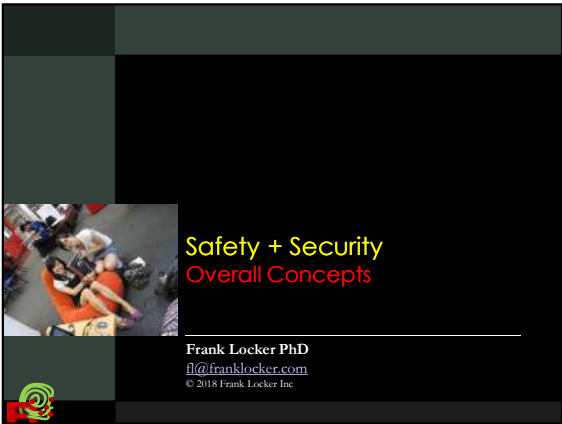 Safety + Security
Overall Concepts
Frank Locker PhD
fl@franklocker.com
© 2018 Frank Locker Inc